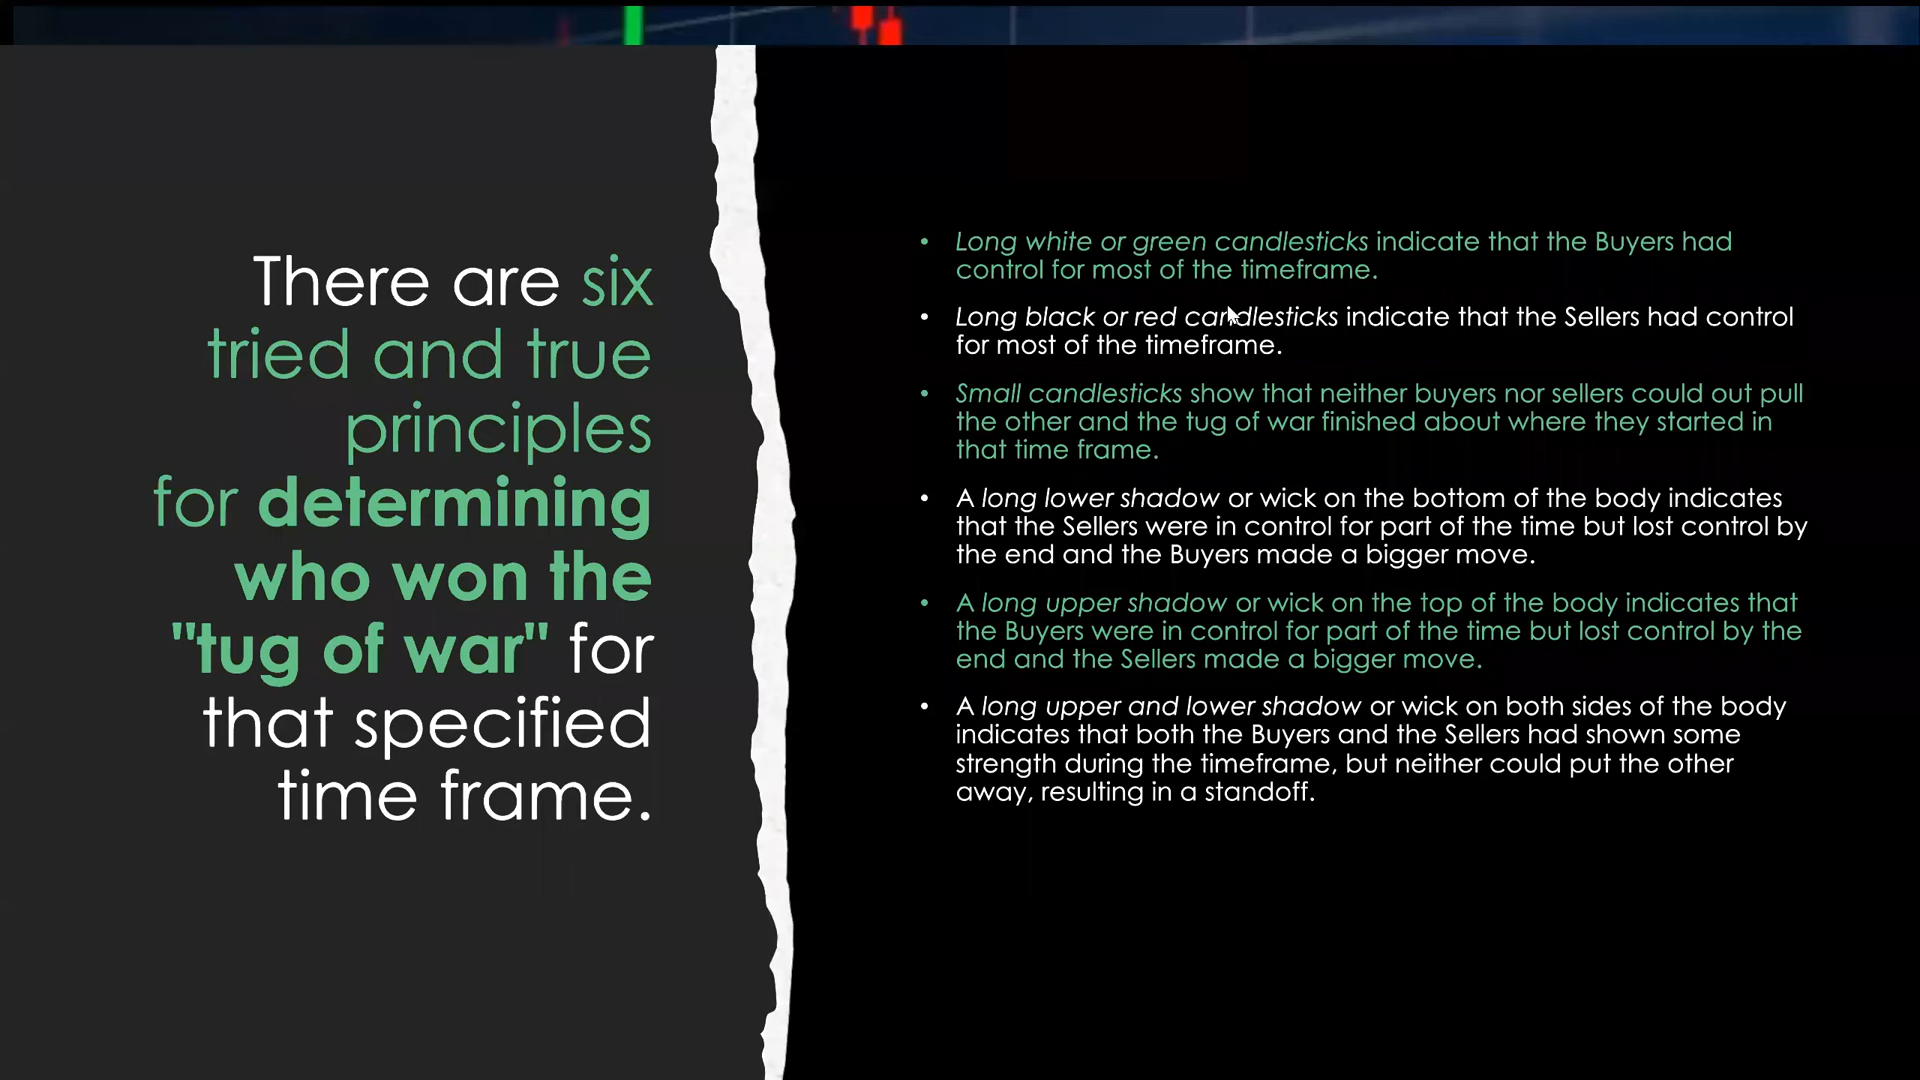 There are six
tried and true
principles
for determining
who won the
"tug of war" for
that specified
time frame.
• Long white or green candlesticks indicate that the Buyers had
control for most of the timeframe.
• Long black or red candlesticks indicate that the Sellers had control
for most of the timeframe.
• Small candlesticks show that neither buyers nor sellers could out pull
the other and the tug of war finished about where they started in
that time frame.
• A long lower shadow or wick on the bottom of the body indicates
that the Sellers were in control for part of the time but lost control by
the end and the Buyers made a bigger move.
• A long upper shadow or wick on the top of the body indicates that
the Buyers were in control for part of the time but lost control by the
end and the Sellers made a bigger move.
• A long upper and lower shadow or wick on both sides of the body
indicates that both the Buyers and the Sellers had shown some
strength during the timeframe, but neither could put the other
away, resulting in a standoff.